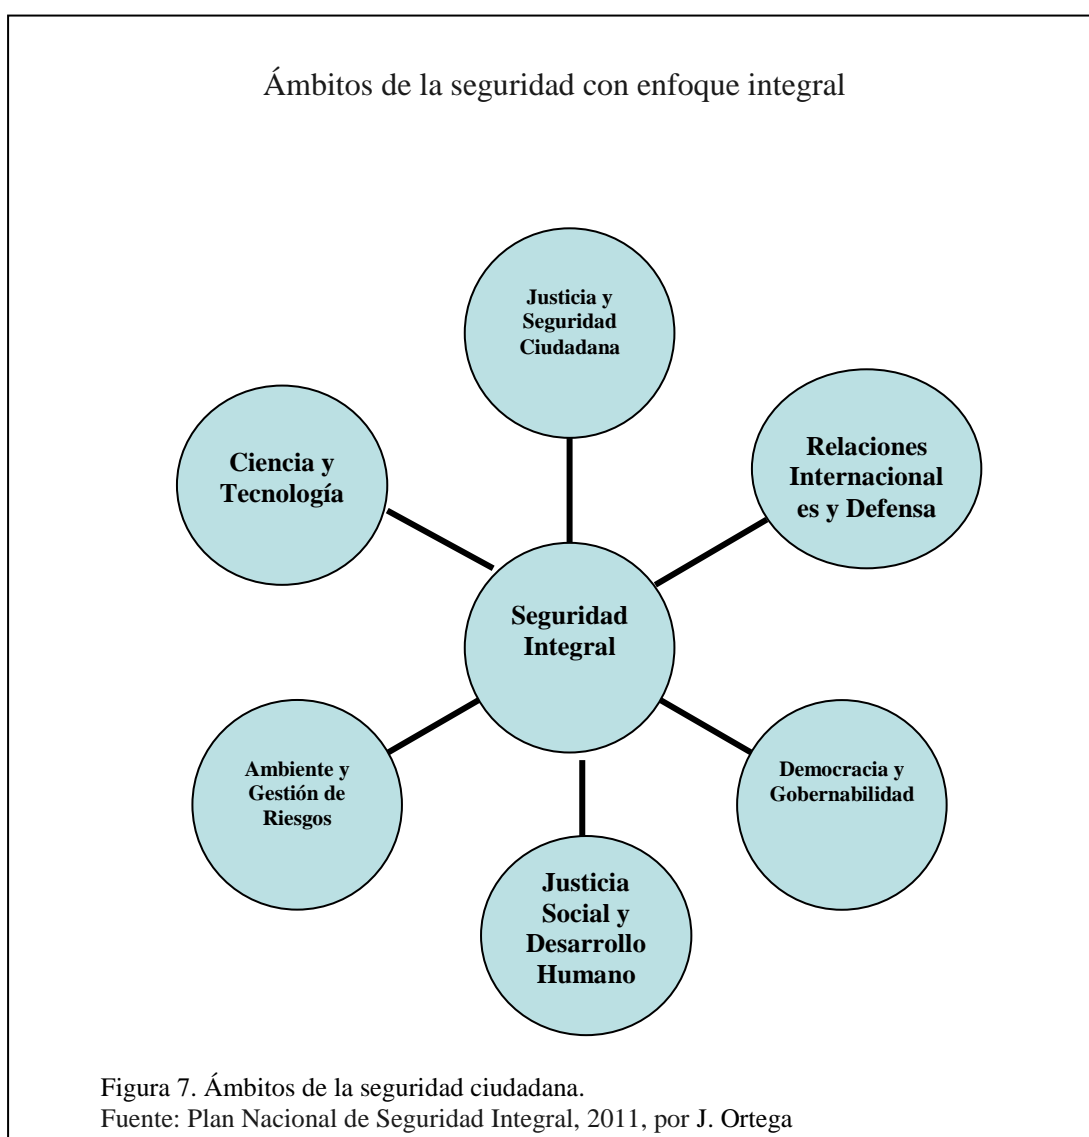 Ámbitos de la seguridad con enfoque integral
Justicia y
Seguridad
Ciudadana
Ciencia y
Tecnología
Relaciones
Internacional
es y Defensa
Seguridad
Integral
Ambiente y
Gestión de
Riesgos
Democracia y
Gobernabilidad
Justicia
Social y
Desarrollo
Humano
Figura 7. Ámbitos de la seguridad ciudadana.
Fuente: Plan Nacional de Seguridad Integral, 2011, por J. Ortega